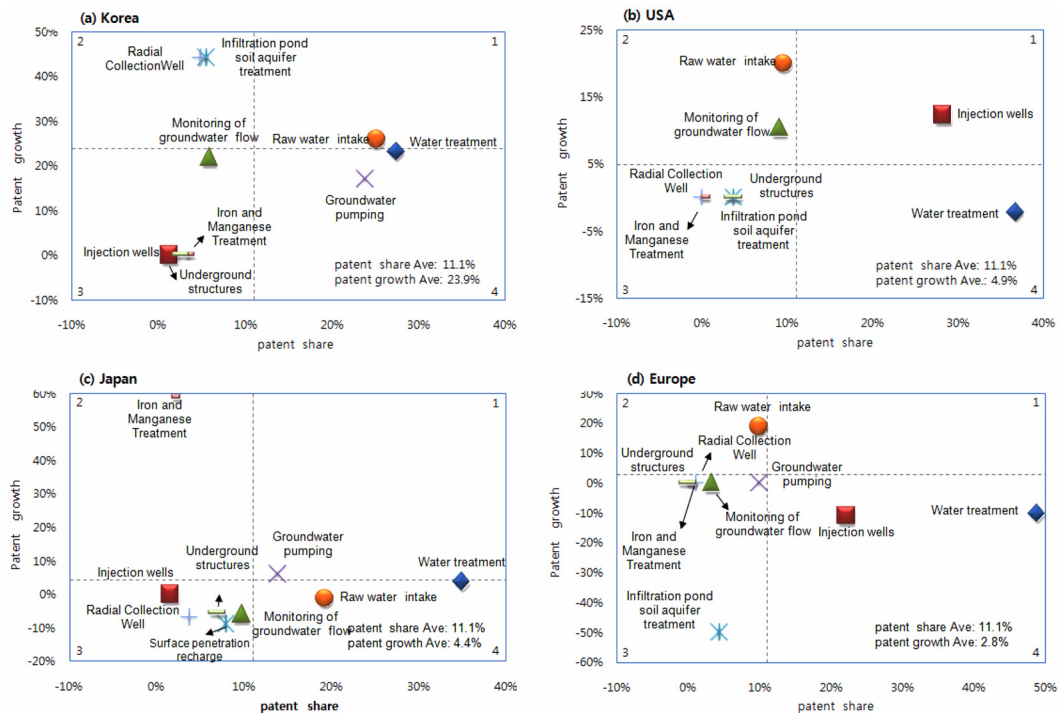 (a) Korea
50%
40%
30%
20%
10%
0%
-10%
Patent growth
2
1
3
4
Radial
CollectionWell
Infiltration pond
soil aquifer
treatment
Monitoring of
groundwater flow
Raw water intake
Water treatment
Groundwater
pumping
Iron and
Manganese
Treatment
Injection wells
Underground
structures
patent share Ave: 11.1%
patent growth Ave: 23.9%
-10% 0% 10% 20% 30% 40%
patent share
(b) USA
25%
15%
5%
-5%
-15%
Patent growth
2
1
3
4
Raw water intake
Monitoring of
groundwater flow
Injection wells
Radial Collection
Well
Underground
structures
Iron and
Manganese
Treatment
Infiltration pond
soil aquifer
treatment
Water treatment
patent share Ave: 11.1%
patent growth Ave.: 4.9%
-10% 0% 10% 20% 30% 40%
patent share
(c) Japan
60%
50%
40%
30%
20%
10%
0%
-10%
-20%
Patent growth
2
1
3
4
Iron and
Manganese
Treatment
Injection wells
Underground
structures
Groundwater
pumping
Water treatment
Radial Collection
Well
Raw water intake
Surface penetration
recharge
Monitoring of
groundwater flow
patent share Ave: 11.1%
patent growth Ave: 4.4%
-10% 0% 10% 20% 30% 40%
patent share
(d) Europe
30%
20%
10%
0%
-10%
-20%
-30%
-40%
-50%
-60%
Patent growth
2
1
3
4
Raw water intake
Radial Collection
Well
Underground
structures
Groundwater
pumping
Monitoring of
groundwater flow
Iron and
Manganese
Treatment
Injection wells
Water treatment
Infiltration pond
soil aquifer
treatment
patent share Ave: 11.1%
patent growth Ave: 2.8%
-10% 0% 10% 20% 30% 40% 50%
patent share